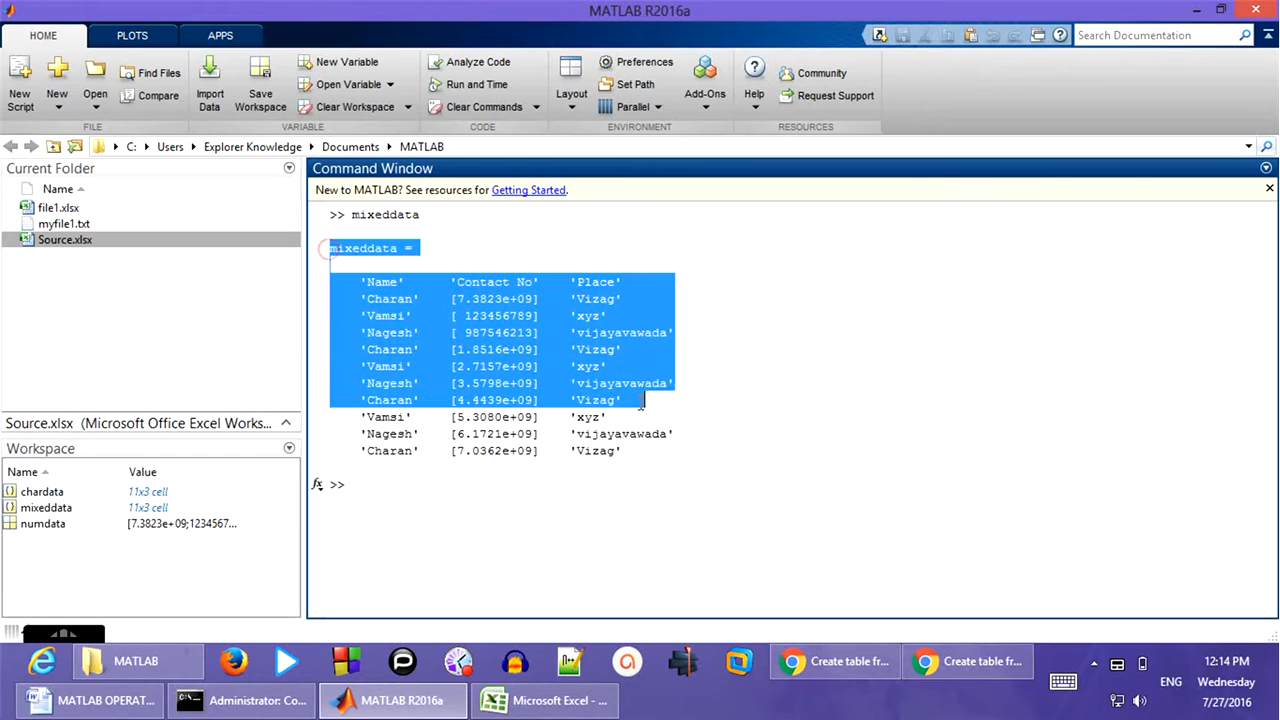 MATLAB R2016a
HOME PLOTS APPS
Search Documentation
New Script
New
Open
Find Files
Compare
Import Data
Save Workspace
New Variable
Open Variable
Clear Workspace
Analyze Code
Run and Time
Clear Commands
Layout
Preferences
Set Path
Parallel
Add-Ons
Help
Community
Request Support
FILE VARIABLE CODE ENVIRONMENT RESOURCES
C: Users Explorer Knowledge Documents MATLAB
Current Folder
Name
file1.xlsx
myfile1.txt
Source.xlsx
Source.xlsx (Microsoft Office Excel Works...
Workspace
Name Value
chardata 11x3 cell
mixeddata 11x3 cell
numdata [7.3823e+09;1234567...
Command Window
New to MATLAB? See resources for Getting Started.
>> mixeddata
mixeddata =
'Name' 'Contact No' 'Place'
'Charan' [7.3823e+09] 'Vizag'
'Vamsi' [ 123456789] 'xyz'
'Nagesh' [ 987546213] 'vijayavawada'
'Charan' [1.8516e+09] 'Vizag'
'Vamsi' [2.7157e+09] 'xyz'
'Nagesh' [3.5798e+09] 'vijayavawada'
'Charan' [4.4439e+09] 'Vizag'
'Vamsi' [5.3080e+09] 'xyz'
'Nagesh' [6.1721e+09] 'vijayavawada'
'Charan' [7.0362e+09] 'Vizag'
fx >>
MATLAB
Create table fr...
Create table fr...
ENG
12:14 PM
Wednesday
7/27/2016
MATLAB OPERAT...
Administrator: Co...
MATLAB R2016a
Microsoft Excel - ...